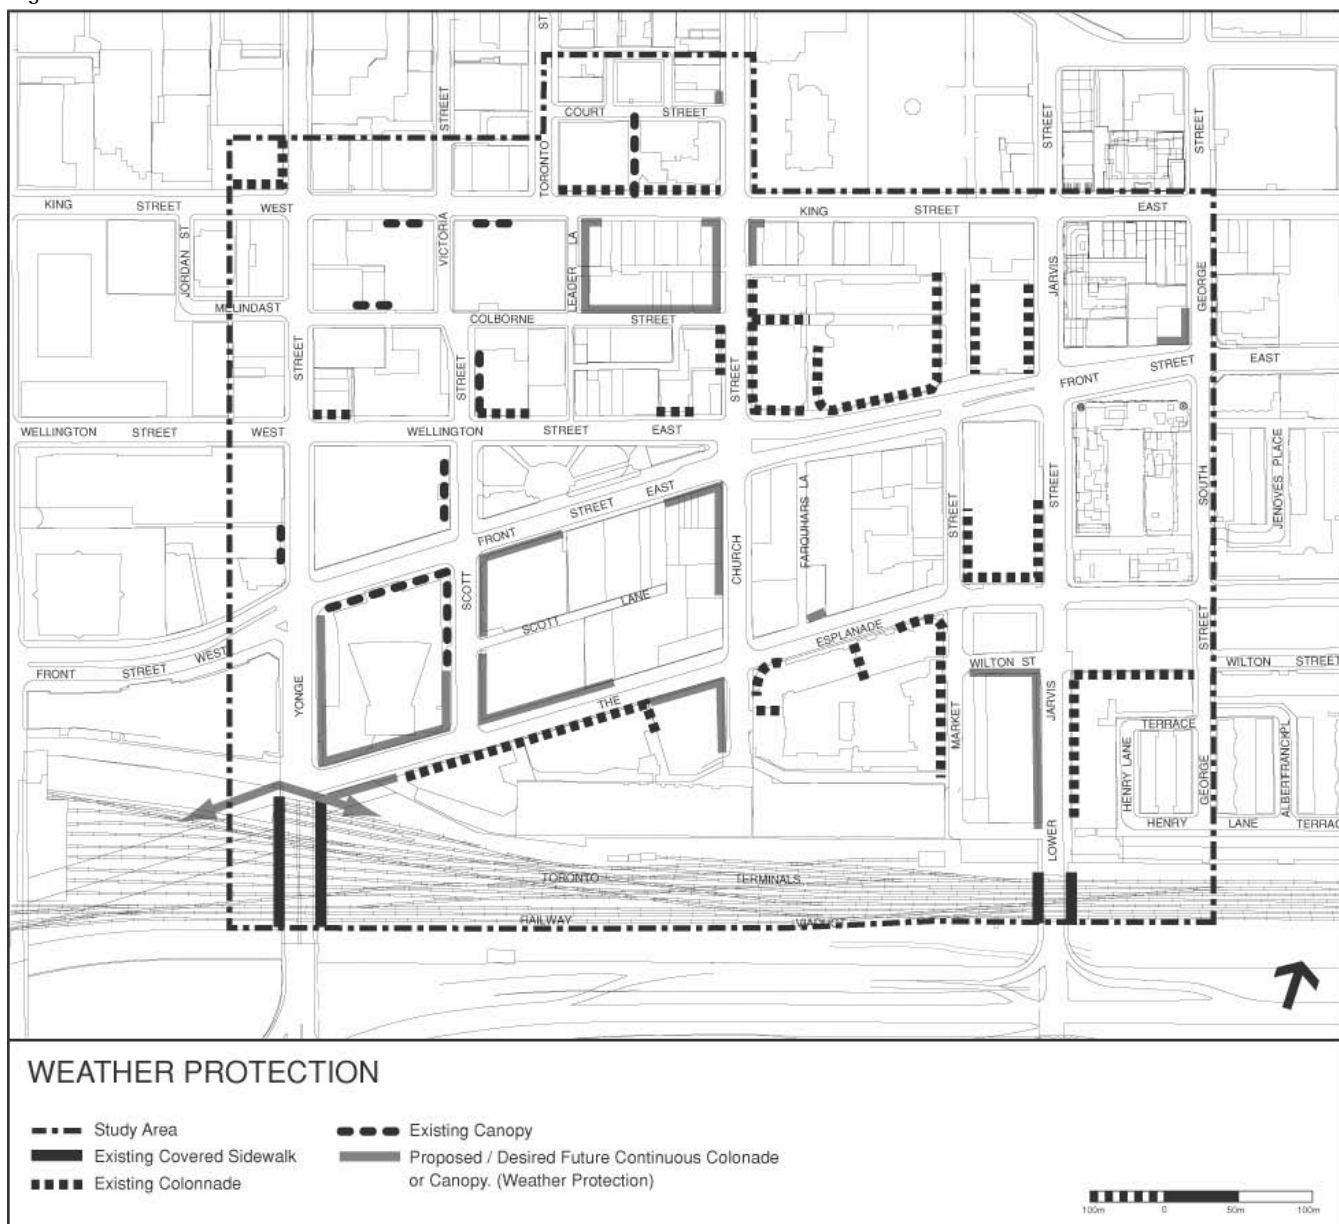 ST
STREET
COURT STREET
STREET
STREET
TORONTO
KING STREET WEST
KING STREET EAST
JORDAN ST
VICTORIA
LEADER LA
JARVIS
GEORGE
MELINDA ST
COLBORNE STREET
STREET
STREET
STREET
FRONT STREET EAST
WELLINGTON STREET WEST
WELLINGTON STREET EAST
FRONT STREET EAST
STREET
STREET
SOUTH
JENOVES PLACE
FARQUHARS LA
CHURCH
SCOTT
SCOTT LANE
ESPLANADE
STREET
FRONT STREET WEST
WILTON ST
WILTON STREET
YONGE
THE
MARKET
JARVIS
TERRACE
HENRY LANE
GEORGE
ALBERT FRANCK PL
HENRY LANE TERRAC
LOWER
TORONTO TERMINALS
RAILWAY VIADUCT
WEATHER PROTECTION
Study Area
Existing Covered Sidewalk
Existing Colonnade
Existing Canopy
Proposed / Desired Future Continuous Colonade
or Canopy. (Weather Protection)
100m 0 50m 100m